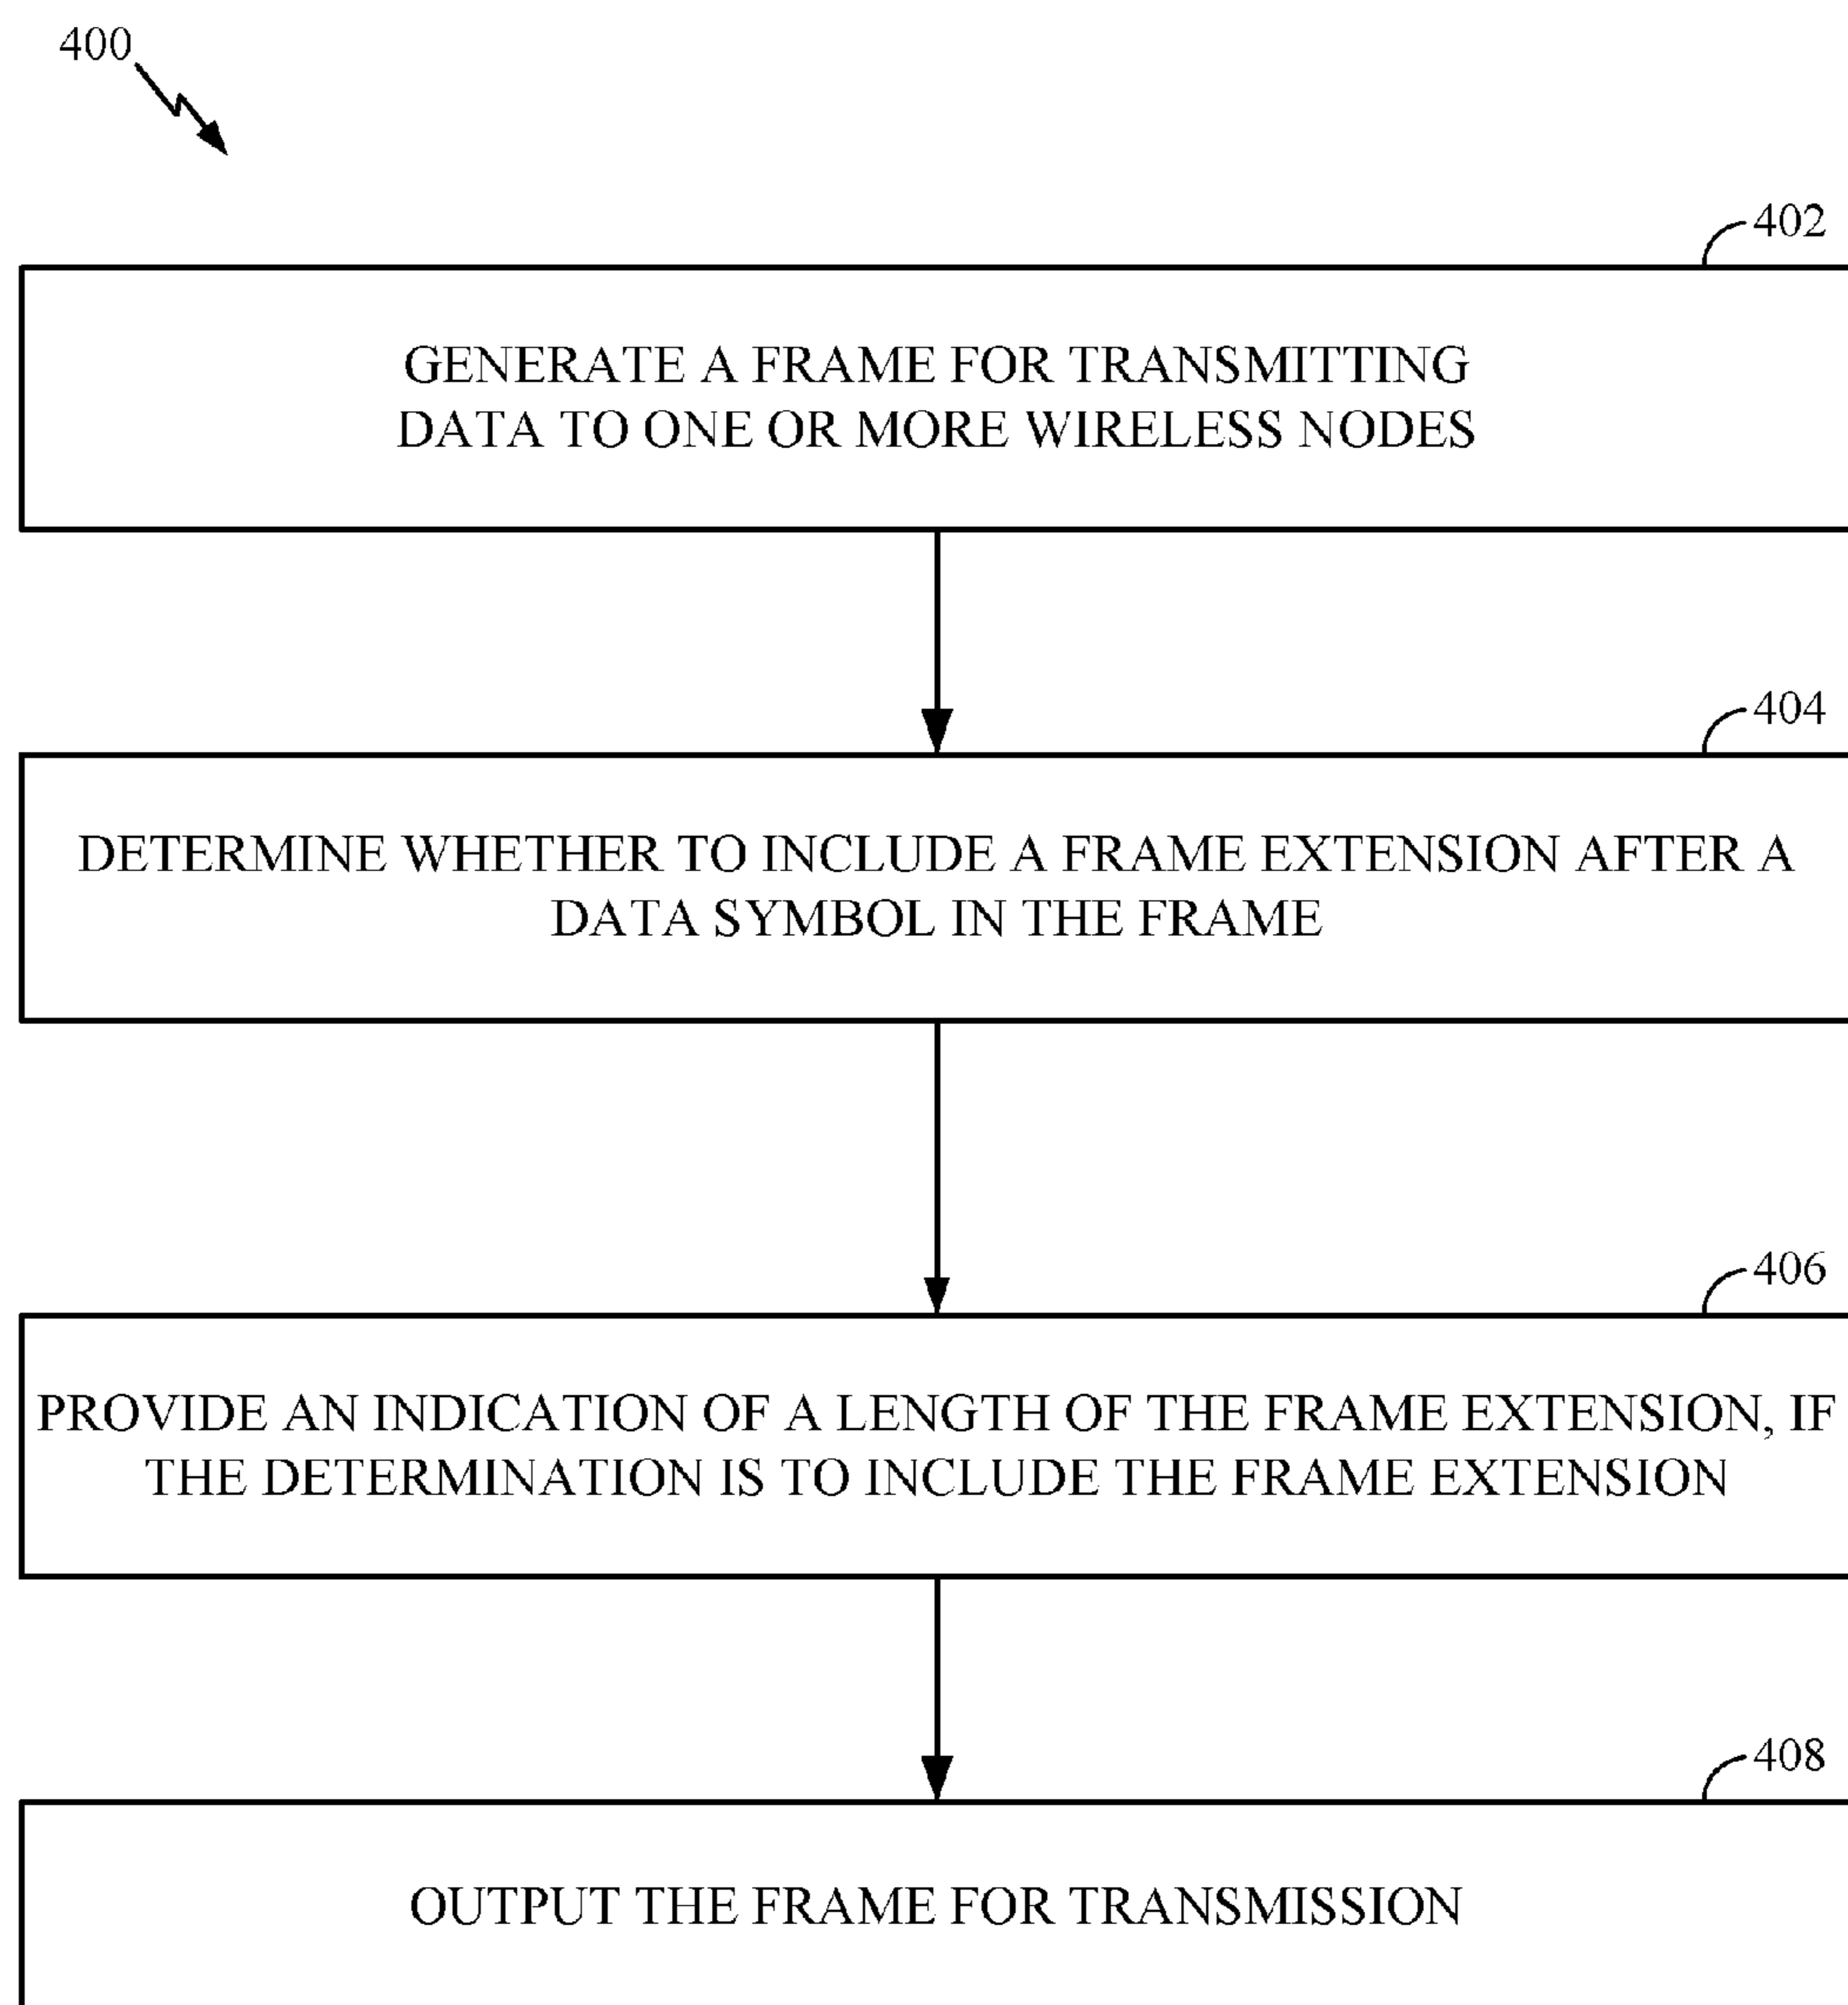 400
402
GENERATE A FRAME FOR TRANSMITTING
DATA TO ONE OR MORE WIRELESS NODES
404
DETERMINE WHETHER TO INCLUDE A FRAME EXTENSION AFTER A
DATA SYMBOL IN THE FRAME
406
PROVIDE AN INDICATION OF A LENGTH OF THE FRAME EXTENSION, IF
THE DETERMINATION IS TO INCLUDE THE FRAME EXTENSION
408
OUTPUT THE FRAME FOR TRANSMISSION